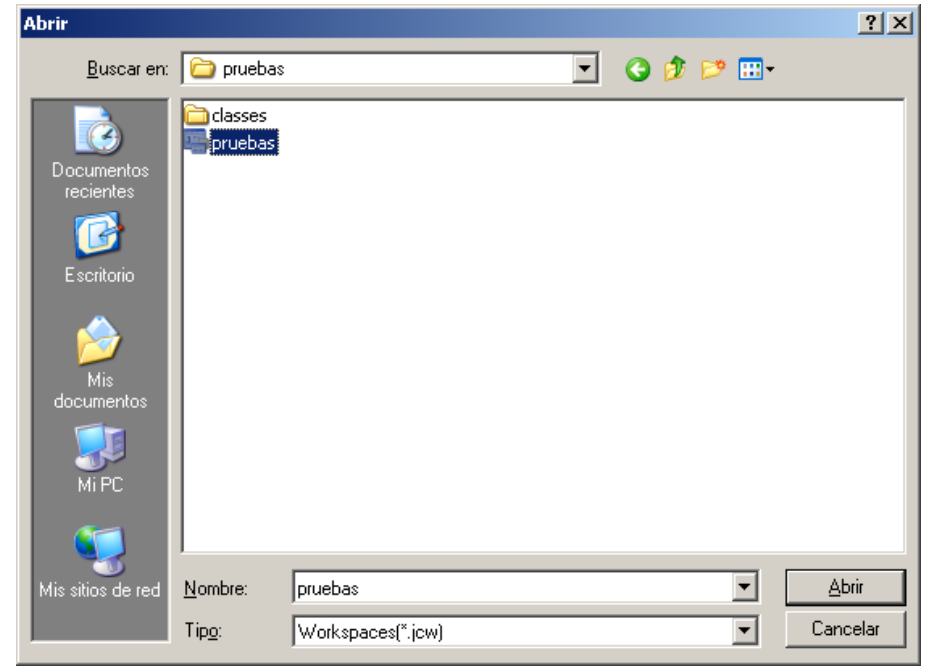 Abrir
Buscar en: pruebas
classes
pruebas
Documentos
recientes
Escritorio
Mis
documentos
Mi PC
Mis sitios de red
Nombre: pruebas Abrir
Tipo: Workspaces(*.jcw) Cancelar